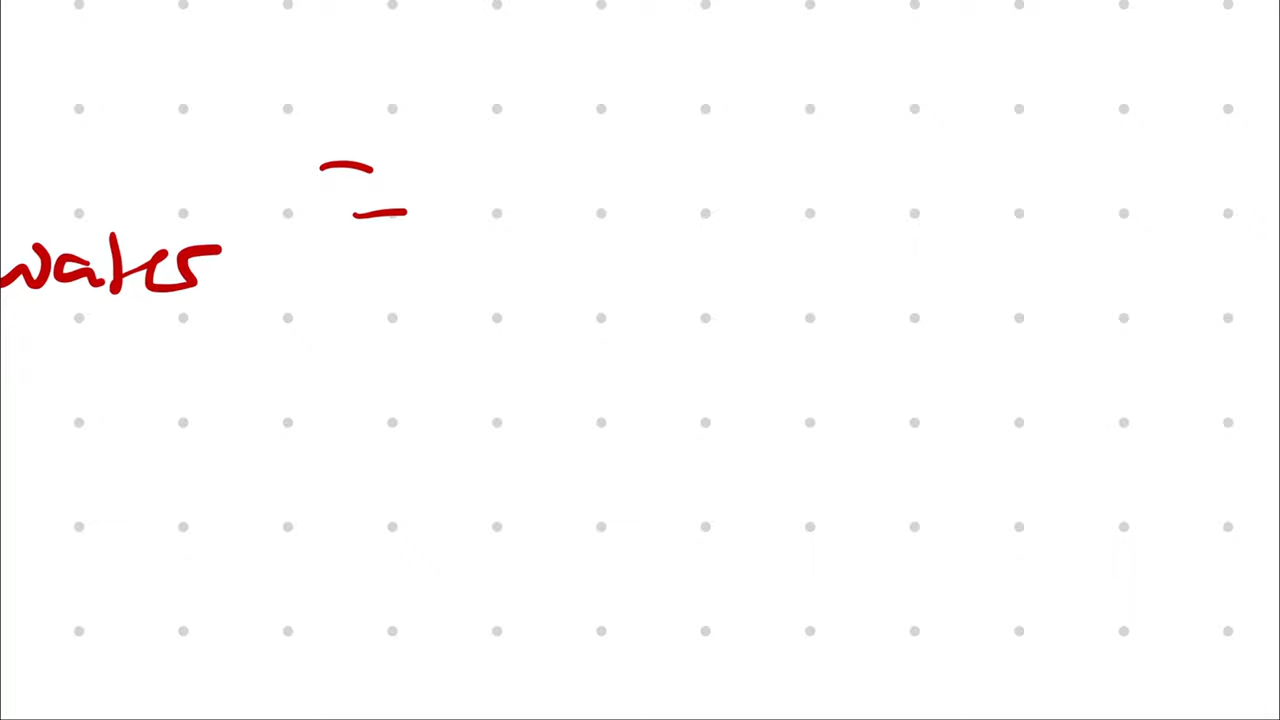 water =